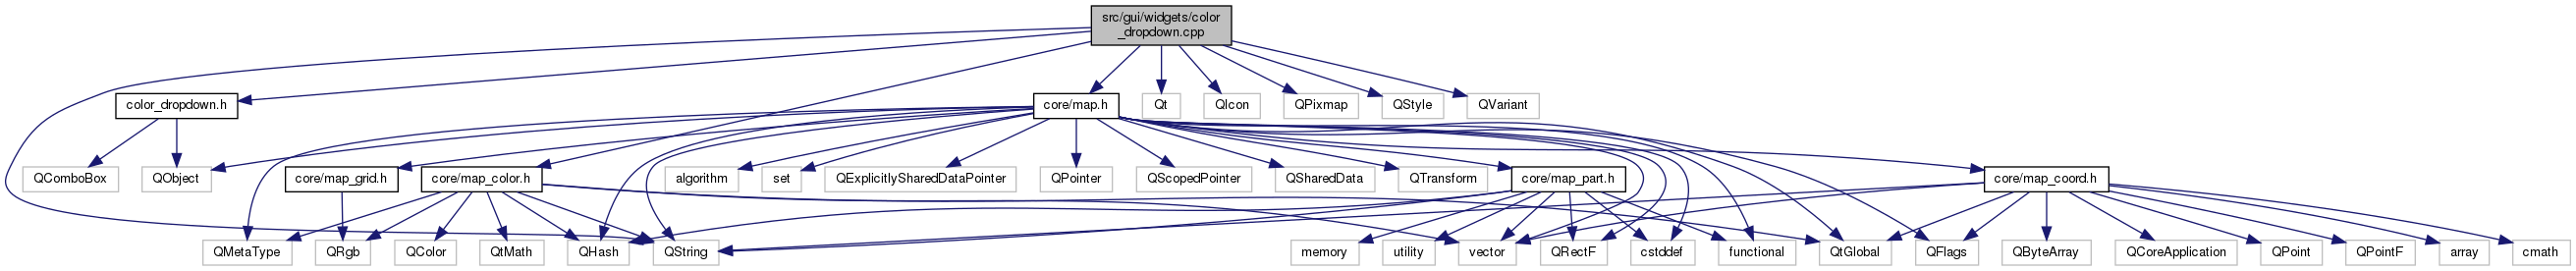 src/gui/widgets/color
_dropdown.cpp
color_dropdown.h
core/map.h
Qt
QIcon
QPixmap
QStyle
QVariant
QComboBox
QObject
core/map_grid.h
core/map_color.h
algorithm
set
QExplicitlySharedDataPointer
QPointer
QScopedPointer
QSharedData
QTransform
core/map_part.h
core/map_coord.h
QMetaType
QRgb
QColor
QtMath
QHash
QString
memory
utility
vector
QRectF
cstddef
functional
QtGlobal
QFlags
QByteArray
QCoreApplication
QPoint
QPointF
array
cmath